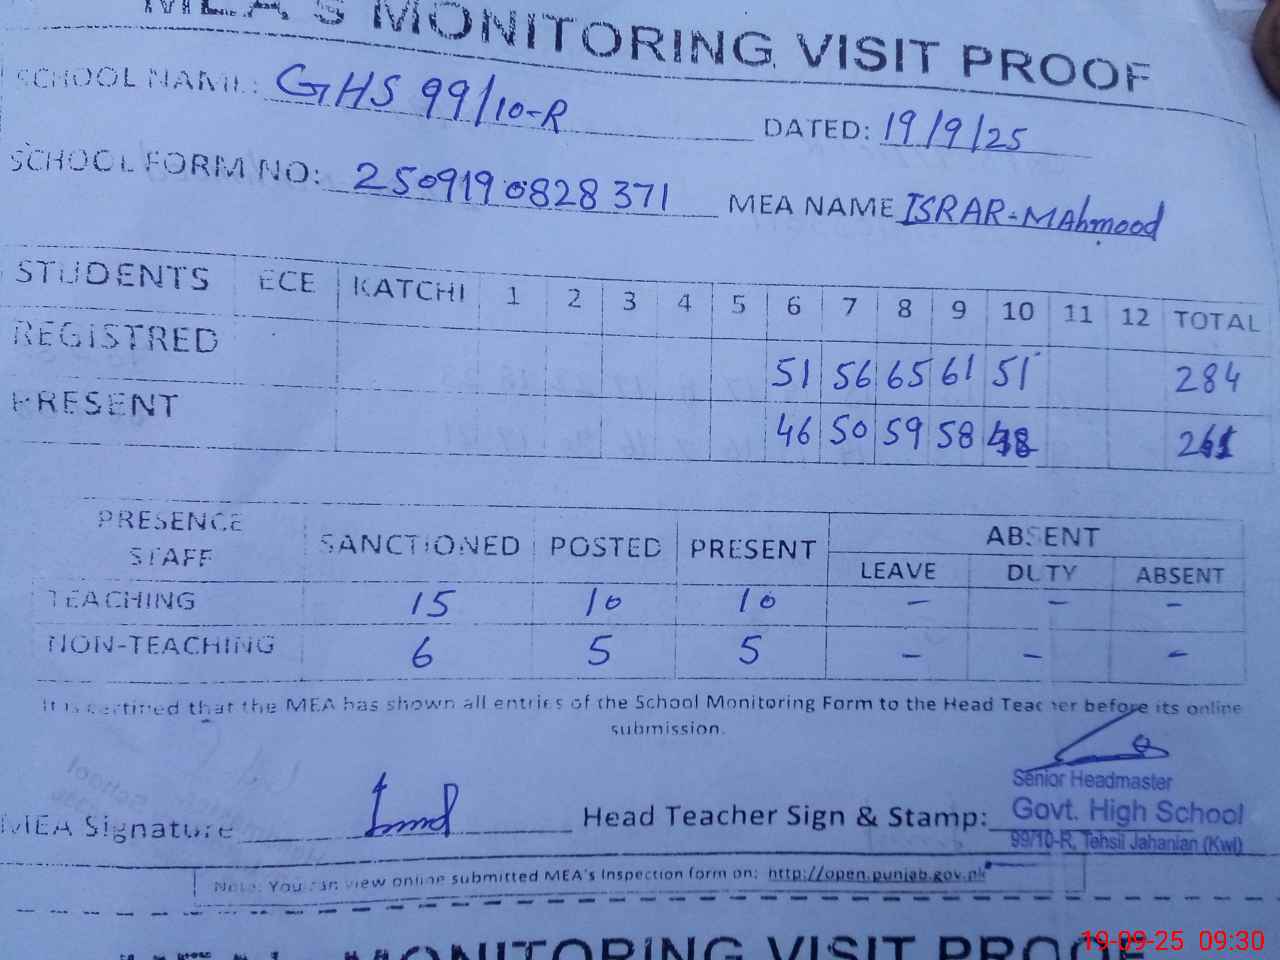 MEA'S MONITORING VISIT PROOF
SCHOOL NAME: GHS 99/10-R DATED: 19/9/25
SCHOOL FORM NO: 2509190828371 MEA NAME ISRAR-MAhmood
STUDENTS ECE KATCHI 1 2 3 4 5 6 7 8 9 10 11 12 TOTAL
REGISTRED 51 56 65 61 51 284
PRESENT 46 50 59 58 48 261
PRESENCE STAFF SANCTIONED POSTED PRESENT ABSENT
LEAVE DUTY ABSENT
TEACHING 15 10 10 - - -
NON-TEACHING 6 5 5 - - -
It is certified that the MEA has shown all entries of the School Monitoring Form to the Head Teacher before its online
submission.
MEA Signature Head Teacher Sign & Stamp:
Senior Headmaster
Govt. High School
99/10-R, Tehsil Jahanian (Kwl)
Note: You can view online submitted MEA's Inspection form on: http://open.punjab.gov.pk
MONITORING VISIT PROOF
19-09-25 09:30